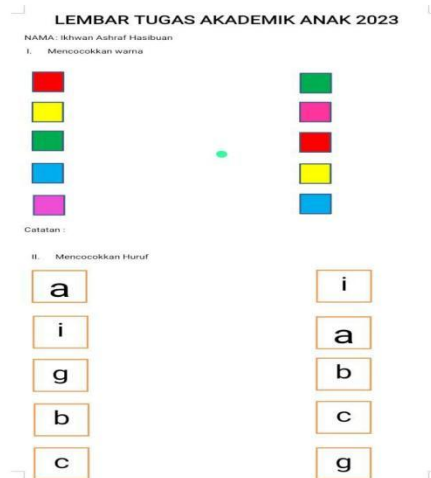 LEMBAR TUGAS AKADEMIK ANAK 2023
NAMA : Ikhwan Ashraf Hasibuan
I. Mencocokkan warna
Catatan :
II. Mencocokkan Huruf
a i
i a
g b
b c
c g